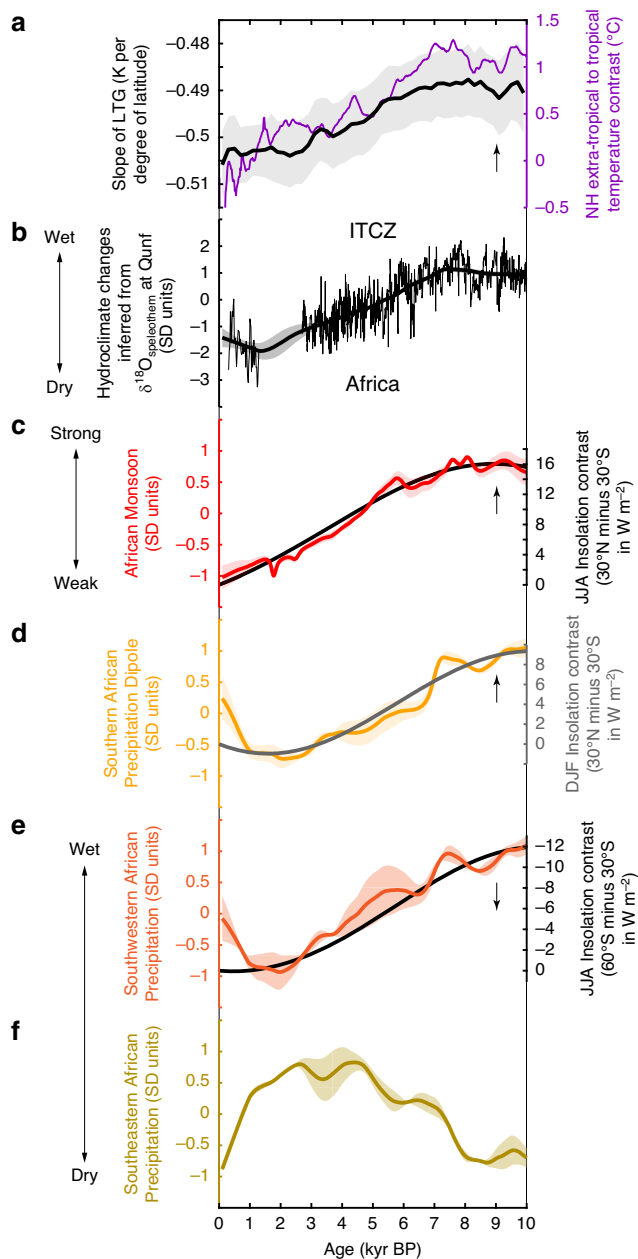 a
Slope of LTG (K per
degree of latitude)
−0.48
−0.49
−0.5
−0.51
1.5
1
0.5
0
−0.5
NH extra-tropical to tropical
temperature contrast (°C)
b
Wet
Dry
Hydroclimate changes
inferred from
δ18Ospeleothem at Qunf
(SD units)
2
1
0
−1
−2
−3
ITCZ
Africa
c
Strong
Weak
African Monsoon
(SD units)
1
0.5
0
−0.5
−1
16
12
8
4
0
JJA Insolation contrast
(30°N minus 30°S
in W m−2)
d
Southern African
Precipitation Dipole
(SD units)
1
0.5
0
−0.5
−1
8
6
4
2
0
DJF Insolation contrast
(30°N minus 30°S
in W m−2)
e
Wet
Southwestern African
Precipitation (SD units)
1
0.5
0
−0.5
−1
−12
−10
−8
−6
−4
−2
0
JJA Insolation contrast
(60°S minus 30°S
in W m−2)
f
Dry
Southeastern African
Precipitation (SD units)
1
0.5
0
−0.5
−1
0 1 2 3 4 5 6 7 8 9 10
Age (kyr BP)